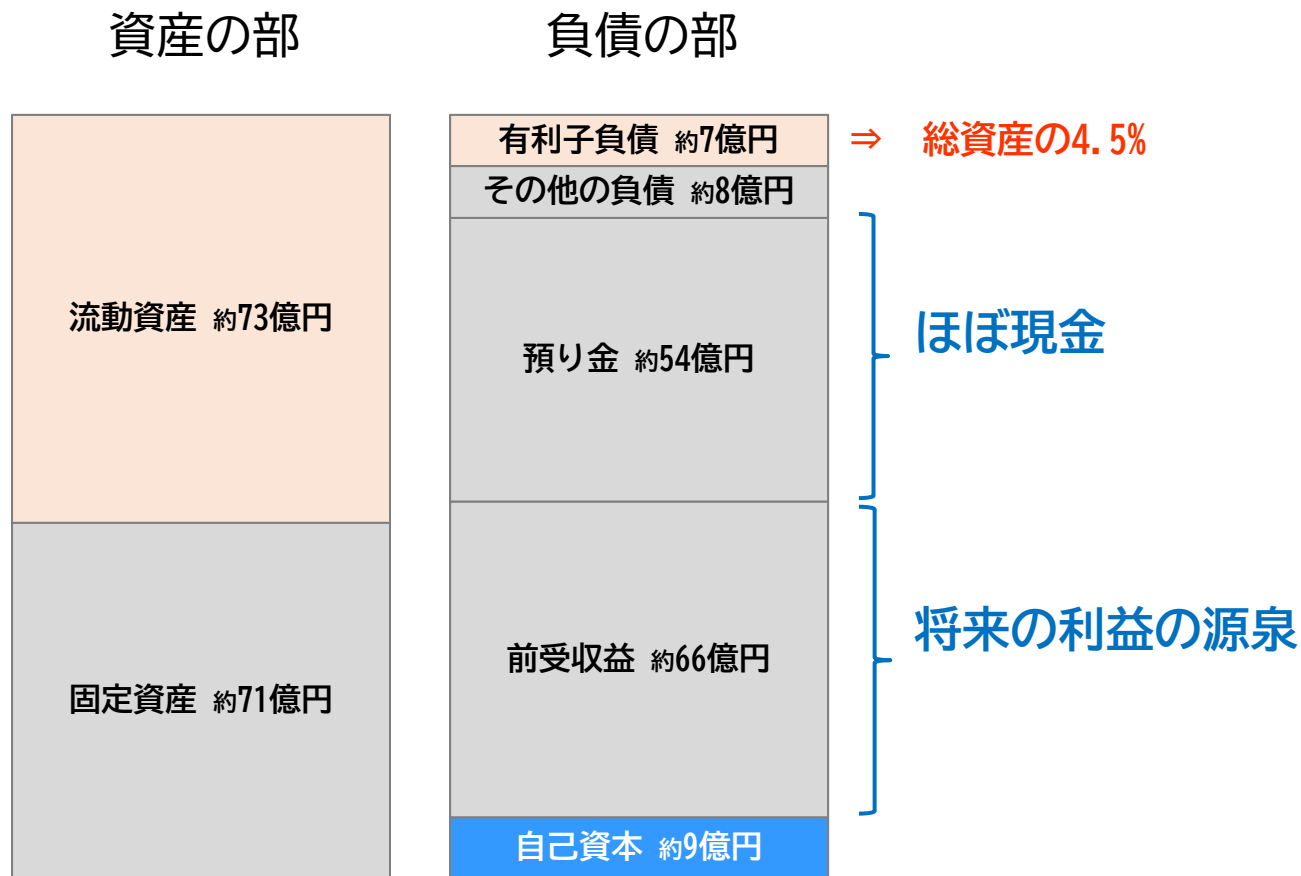 資産の部
負債の部
流動資産 約73億円
固定資産 約71億円
有利子負債 約7億円
⇒ 総資産の4.5%
その他の負債 約8億円
預り金 約54億円
ほぼ現金
前受収益 約66億円
将来の利益の源泉
自己資本 約9億円